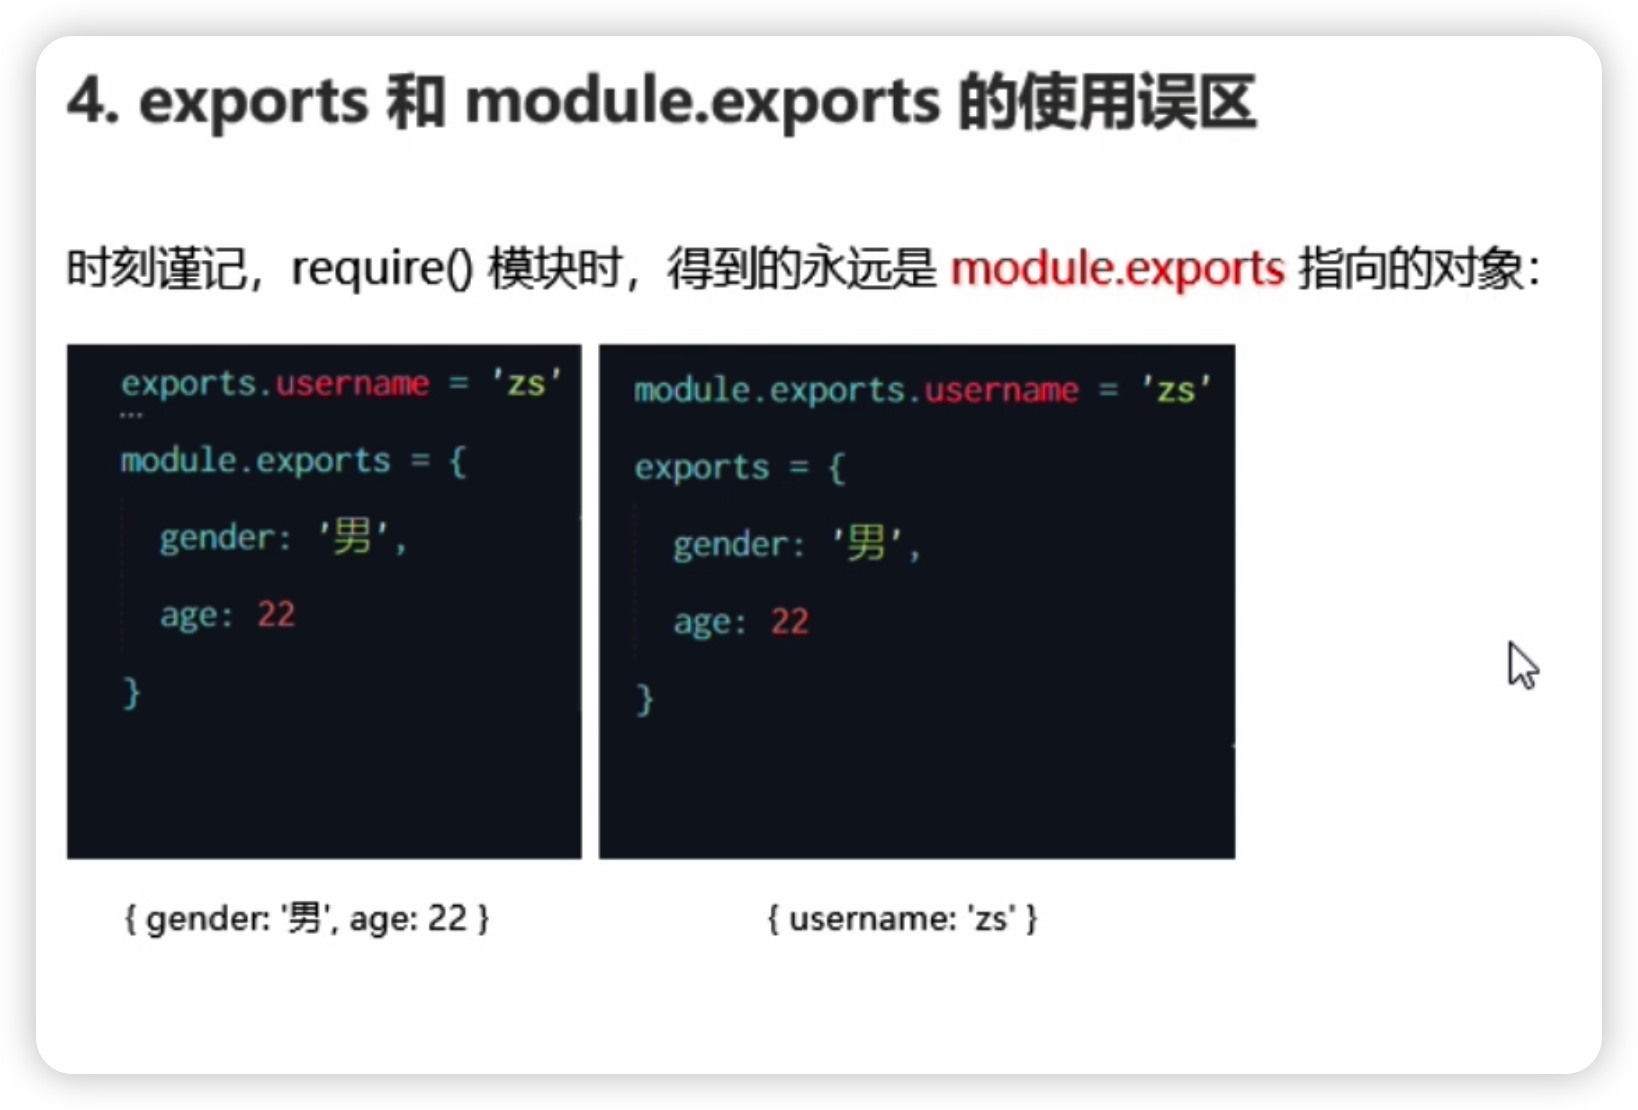 4. exports 和 module.exports 的使用误区
时刻谨记，require() 模块时，得到的永远是 module.exports 指向的对象：
exports.username = 'zs'
module.exports = {
gender: '男',
age: 22
}
{ gender: '男', age: 22 }
module.exports.username = 'zs'
exports = {
gender: '男',
age: 22
}
{ username: 'zs' }